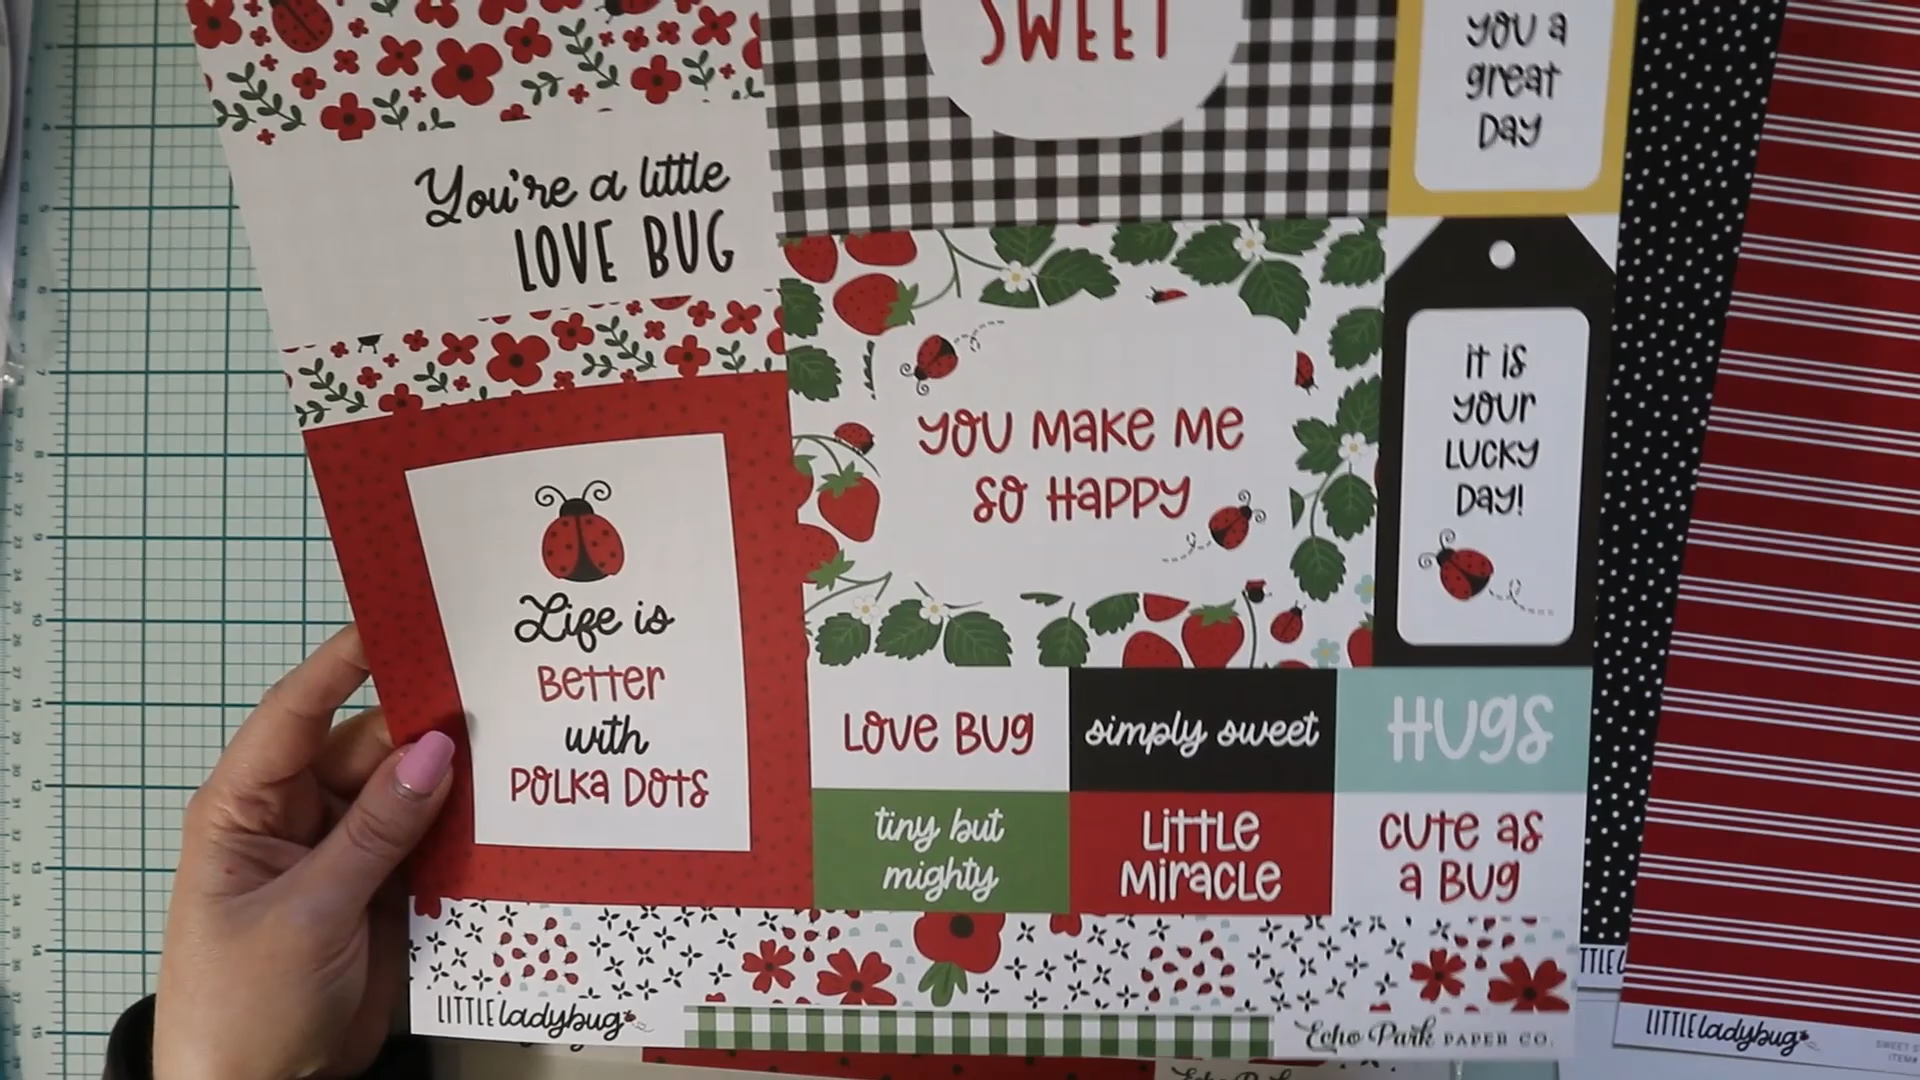 SWEET
You're a little
LOVE BUG
Life is
Better
with
POLKA DOTS
YOU MAKE ME
SO HAPPY
YOU a
great
Day
it is
your
LUCKY
Day!
LOVE BUG
simply sweet
HUGS
tiny but
mighty
LiTTLE
MiRACLE
CUTE as
a BUG
LITTLE ladybug
Echo Park PAPER CO.
LITTLE ladybug